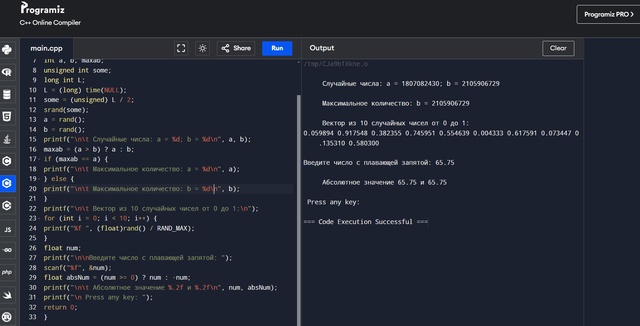 Programiz
C++ Online Compiler
Programiz PRO >
main.cpp
Share
Run
Output
Clear
7 int a, b, maxab;
8 unsigned int some;
9 long int L;
10 L = (long) time(NULL);
11 some = (unsigned) L / 2;
12 srand(some);
13 a = rand();
14 b = rand();
15 printf("\n\t Случайные числа: a = %d; b = %d\n", a, b);
16 maxab = (a > b) ? a : b;
17 if (maxab == a) {
18 printf("\n\t Максимальное количество: a = %d\n", a);
19 } else {
20 printf("\n\t Максимальное количество: b = %d\n", b);
21 }
22 printf("\n\t Вектор из 10 случайных чисел от 0 до 1:\n");
23 for (int i = 0; i < 10; i++) {
24 printf("%f ", (float)rand() / RAND_MAX);
25 }
26 float num;
27 printf("\n\nВведите число с плавающей запятой: ");
28 scanf("%f", &num);
29 float absNum = (num >= 0) ? num : -num;
30 printf("\n\t Абсолютное значение %.2f и %.2f\n", num, absNum);
31 printf("\n Press any key: ");
32 return 0;
33 }
JS
GO
php
Случайные числа: a = 1807082430; b = 2105906729
Максимальное количество: b = 2105906729
Вектор из 10 случайных чисел от 0 до 1:
0.059894 0.917548 0.382355 0.745951 0.554639 0.004333 0.617591 0.073447 0
.135310 0.580300
Введите число с плавающей запятой: 65.75
Абсолютное значение 65.75 и 65.75
Press any key:
=== Code Execution Successful ===